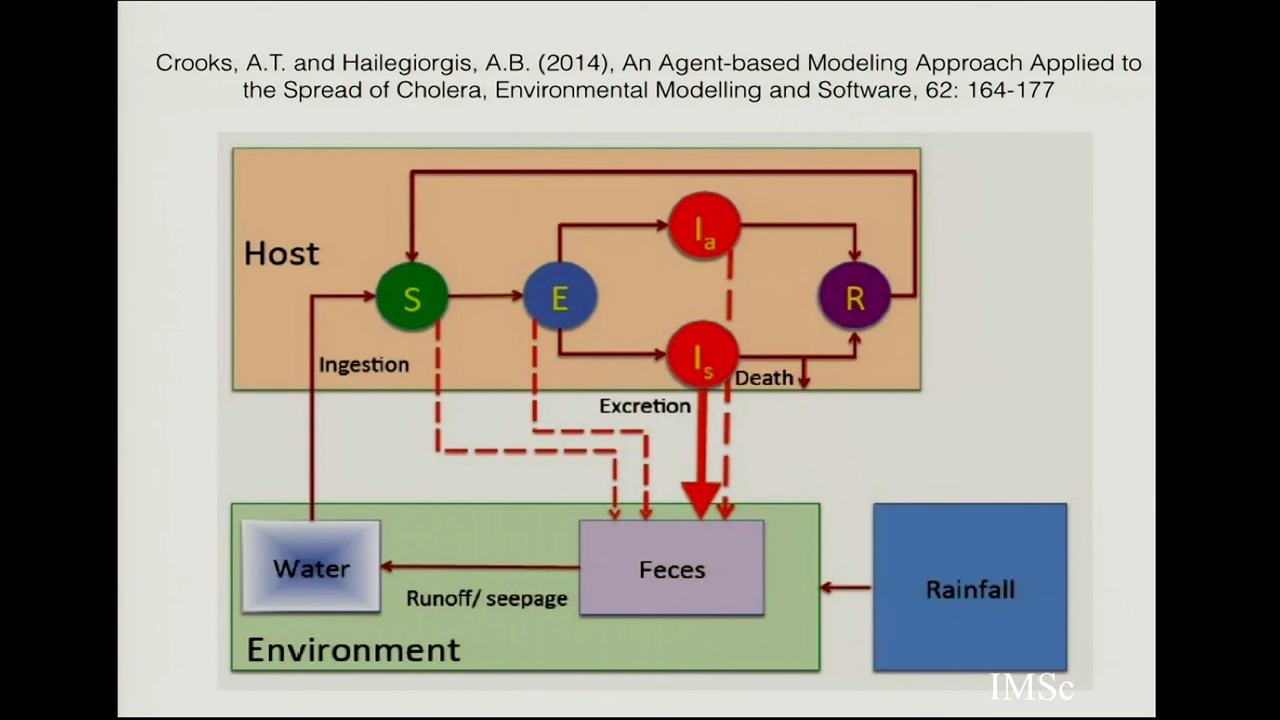 Crooks, A.T. and Hailegiorgis, A.B. (2014), An Agent-based Modeling Approach Applied to
the Spread of Cholera, Environmental Modelling and Software, 62: 164-177
Host
S
E
Ia
Is
R
Ingestion
Death
Excretion
Water
Feces
Runoff/ seepage
Rainfall
Environment
IMSc